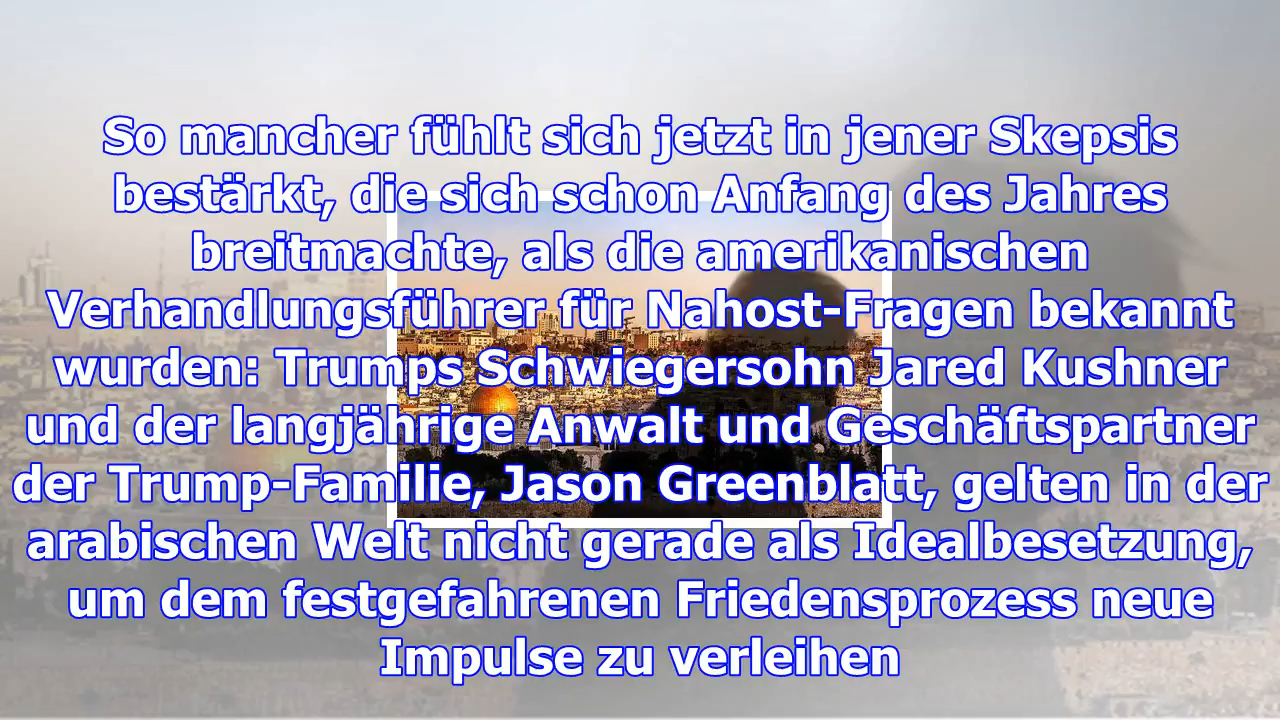 So mancher fühlt sich jetzt in jener Skepsis
bestärkt, die sich schon Anfang des Jahres
breitmachte, als die amerikanischen
Verhandlungsführer für Nahost-Fragen bekannt
wurden: Trumps Schwiegersohn Jared Kushner
und der langjährige Anwalt und Geschäftspartner
der Trump-Familie, Jason Greenblatt, gelten in der
arabischen Welt nicht gerade als Idealbesetzung,
um dem festgefahrenen Friedensprozess neue
Impulse zu verleihen